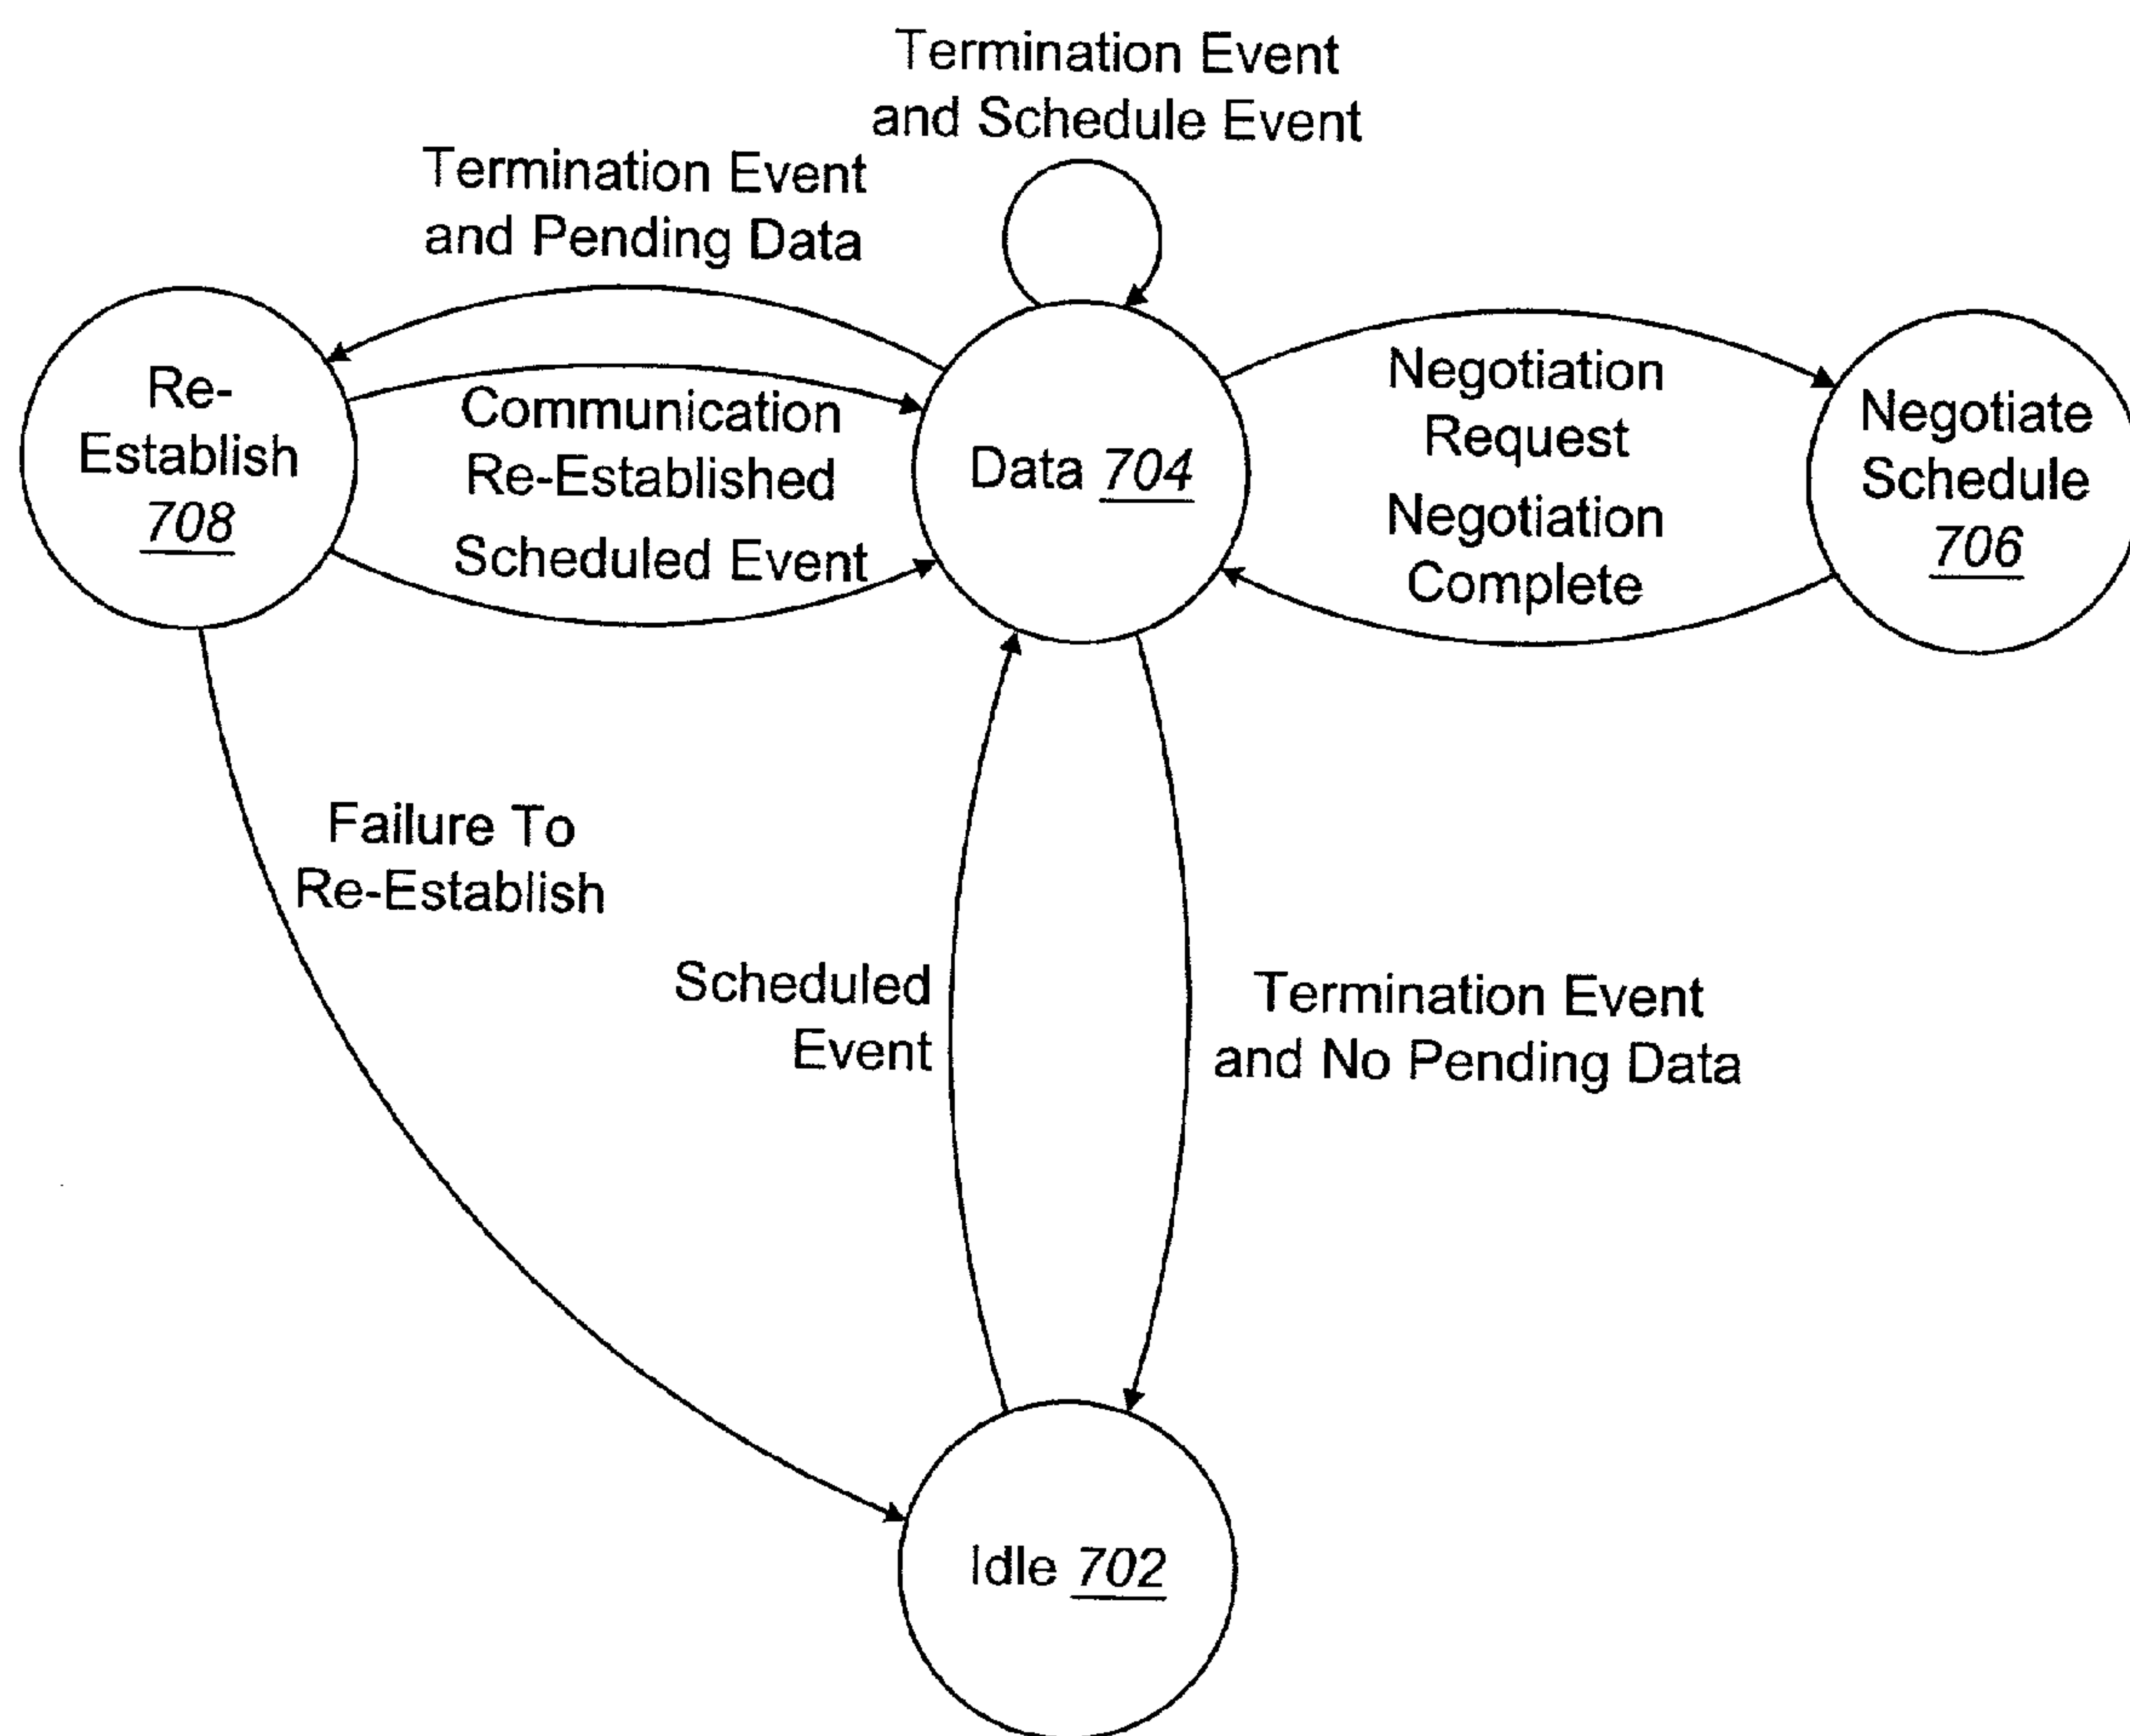 Termination Event
and Schedule Event
Termination Event
and Pending Data
Re-
Establish
708
Communication
Re-Established
Scheduled Event
Data 704
Negotiation
Request
Negotiation
Complete
Negotiate
Schedule
706
Failure To
Re-Establish
Scheduled
Event
Termination Event
and No Pending Data
Idle 702